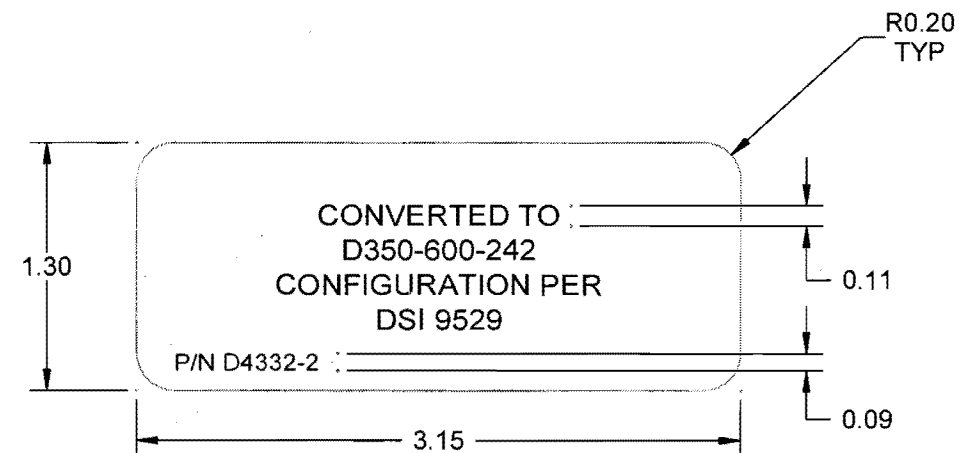 R0.20
TYP
CONVERTED TO
D350-600-242
CONFIGURATION PER
DSI 9529
P/N D4332-2
1.30
0.11
0.09
3.15